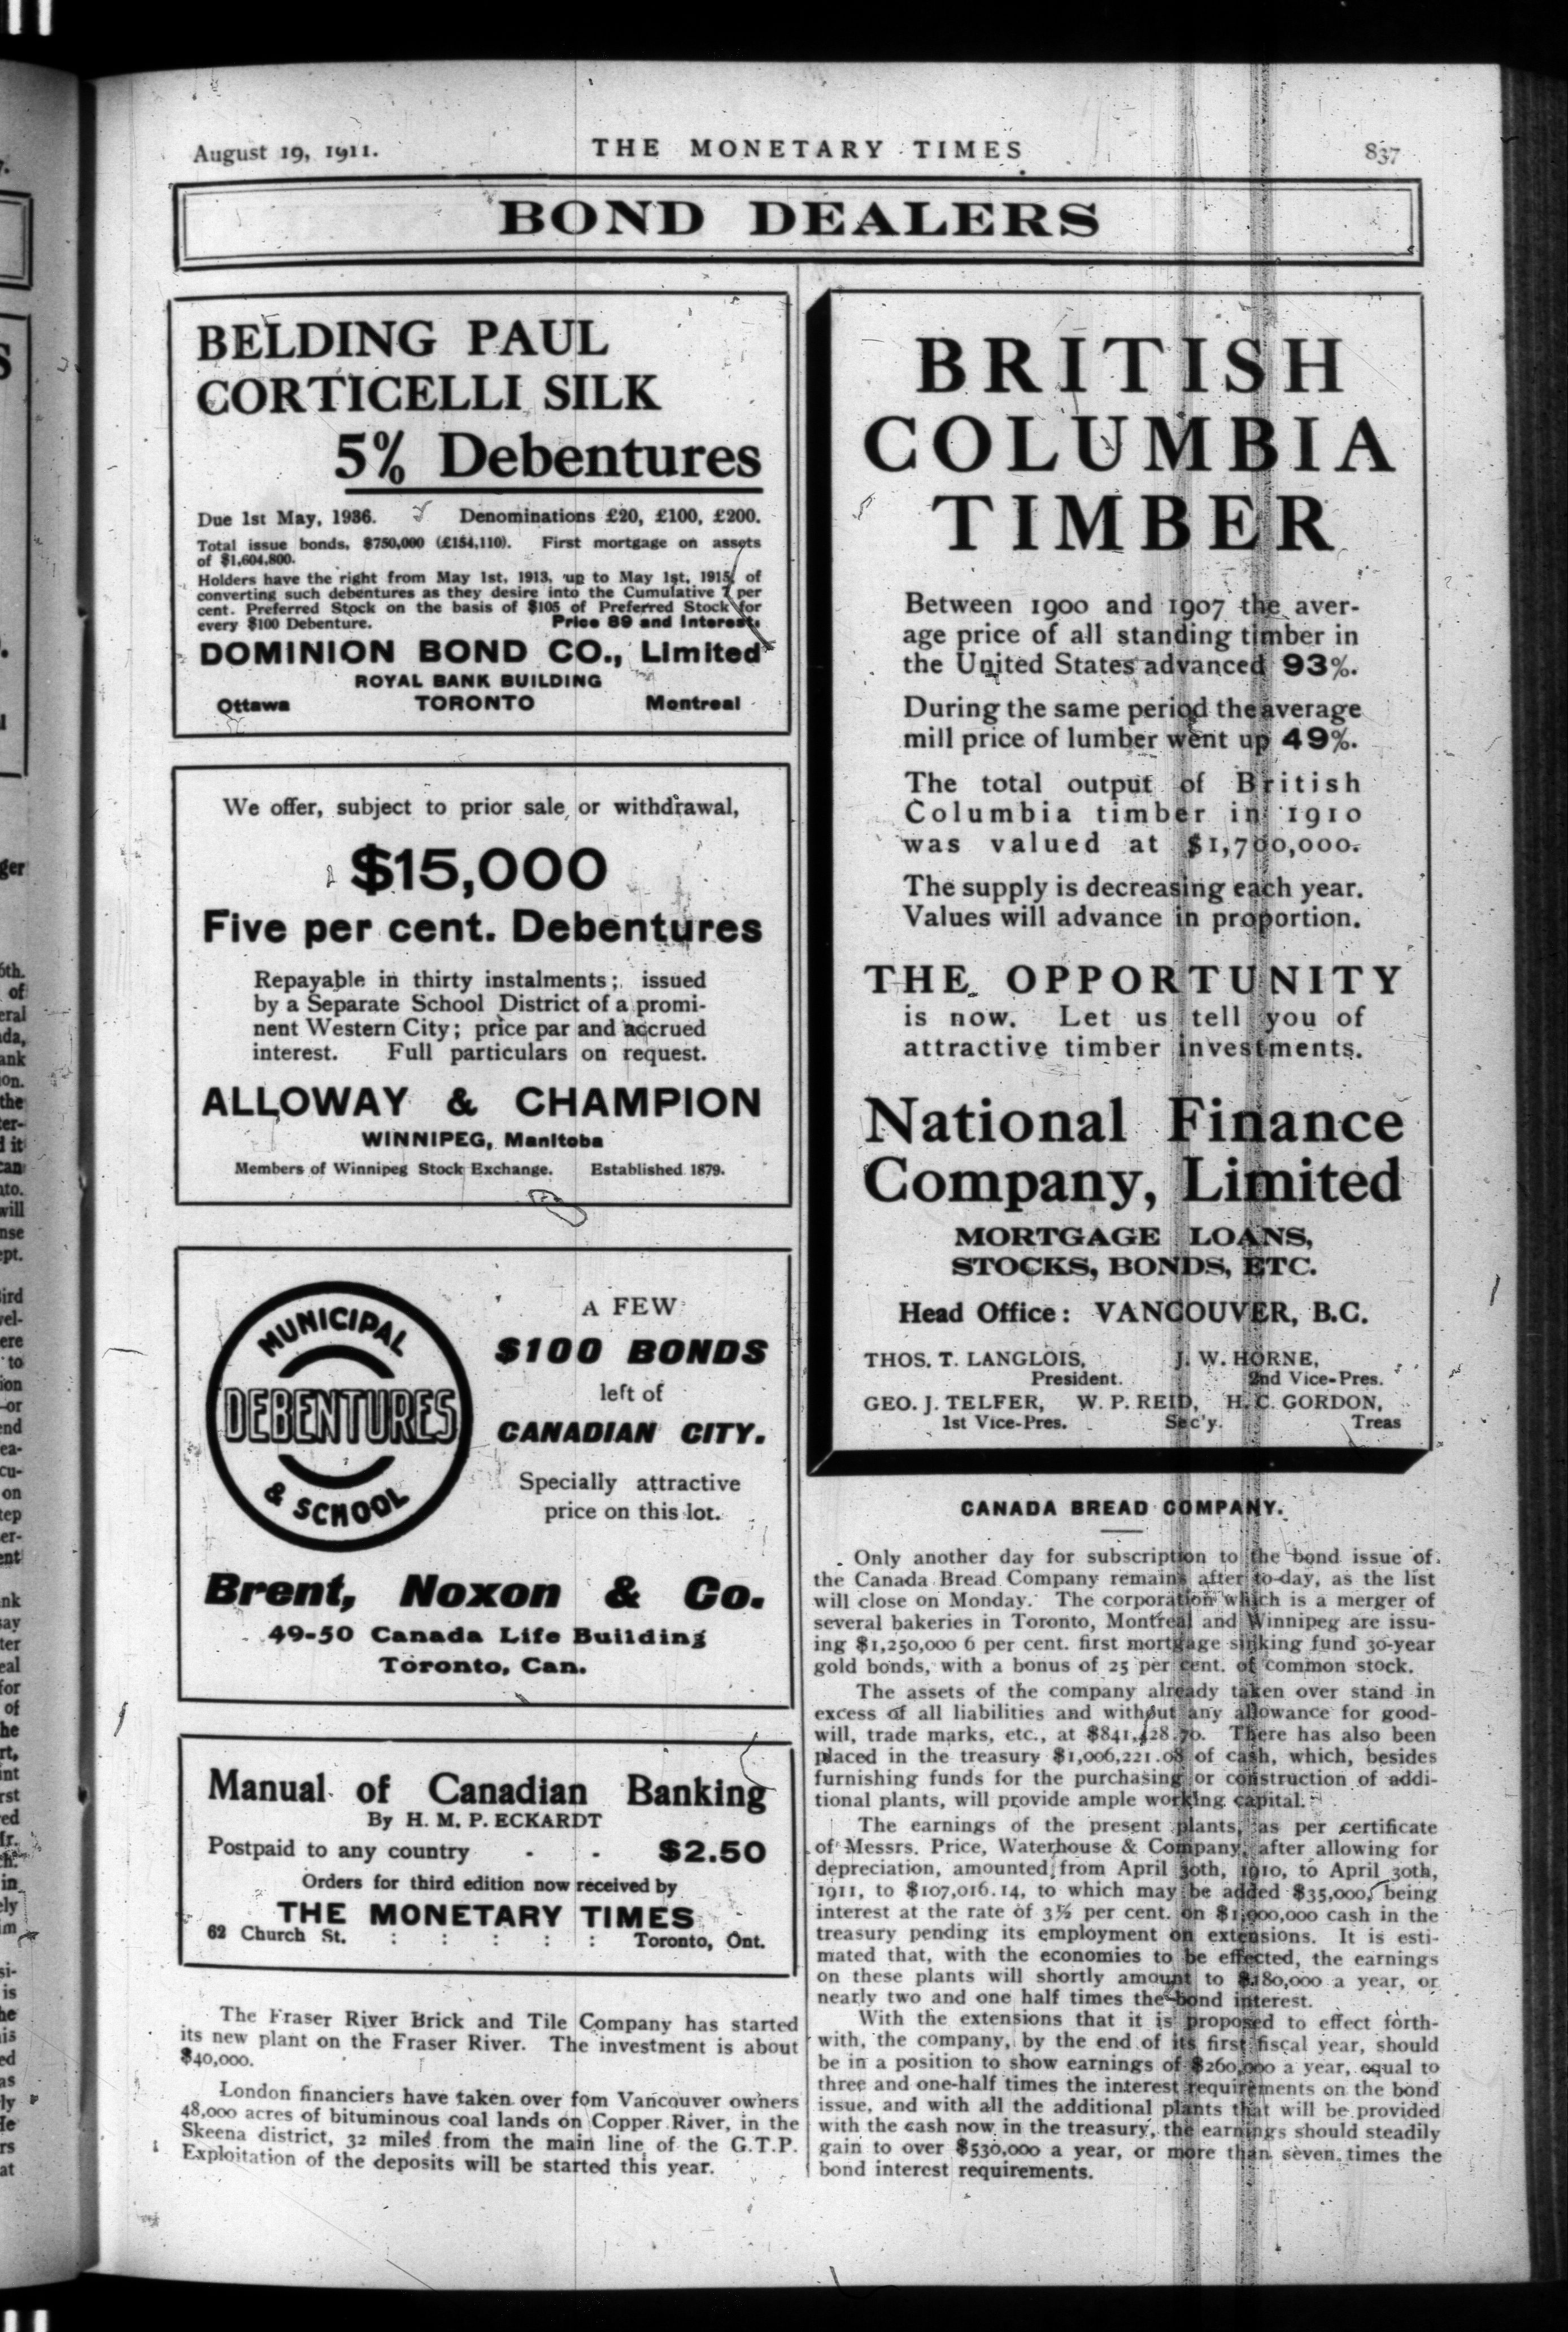 August 19, 1911.
THE MONETARY TIMES
837
BOND DEALERS
BELDING PAUL
CORTICELLI SILK
5% Debentures
Due 1st May, 1936. Denominations £20, £100, £200.
Total issue bonds, $750,000 (£154,110). First mortgage on assets
of $1,604,800.
Holders have the right from May 1st, 1913, up to May 1st, 1915, of
converting such debentures as they desire into the Cumulative 7 per
cent. Preferred Stock on the basis of $105 of Preferred Stock for
every $100 Debenture. Price 89 and Interest.
DOMINION BOND CO., Limited
ROYAL BANK BUILDING
Ottawa TORONTO Montreal
We offer, subject to prior sale or withdrawal,
$15,000
Five per cent. Debentures
Repayable in thirty instalments; issued
by a Separate School District of a promi-
nent Western City; price par and accrued
interest. Full particulars on request.
ALLOWAY & CHAMPION
WINNIPEG, Manitoba
Members of Winnipeg Stock Exchange. Established 1879.
MUNICIPAL
DEBENTURES
& SCHOOL
A FEW
$100 BONDS
left of
CANADIAN CITY.
Specially attractive
price on this lot.
Brent, Noxon & Co.
49-50 Canada Life Building
Toronto, Can.
Manual of Canadian Banking
By H. M. P. ECKARDT
Postpaid to any country - - $2.50
Orders for third edition now received by
THE MONETARY TIMES
62 Church St. : : : : : Toronto, Ont.
The Fraser River Brick and Tile Company has started
its new plant on the Fraser River. The investment is about
$40,000.
London financiers have taken over fom Vancouver owners
48,000 acres of bituminous coal lands on Copper River, in the
Skeena district, 32 miles from the main line of the G.T.P.
Exploitation of the deposits will be started this year.
BRITISH
COLUMBIA
TIMBER
Between 1900 and 1907 the aver-
age price of all standing timber in
the United States advanced 93%.
During the same period the average
mill price of lumber went up 49%.
The total output of British
Columbia timber in 1910
was valued at $1,700,000.
The supply is decreasing each year.
Values will advance in proportion.
THE OPPORTUNITY
is now. Let us tell you of
attractive timber investments.
National Finance
Company, Limited
MORTGAGE LOANS,
STOCKS, BONDS, ETC.
Head Office: VANCOUVER, B.C.
THOS. T. LANGLOIS, J. W. HORNE,
President. 2nd Vice-Pres.
GEO. J. TELFER, W. P. REID, H. C. GORDON,
1st Vice-Pres. Sec'y. Treas
CANADA BREAD COMPANY.
Only another day for subscription to the bond issue of
the Canada Bread Company remains after to-day, as the list
will close on Monday. The corporation which is a merger of
several bakeries in Toronto, Montreal and Winnipeg are issu-
ing $1,250,000 6 per cent. first mortgage sinking fund 30-year
gold bonds, with a bonus of 25 per cent. of common stock.
The assets of the company already taken over stand in
excess of all liabilities and without any allowance for good-
will, trade marks, etc., at $841,428.70. There has also been
placed in the treasury $1,006,221.08 of cash, which, besides
furnishing funds for the purchasing or construction of addi-
tional plants, will provide ample working capital.
The earnings of the present plants, as per certificate
of Messrs. Price, Waterhouse & Company, after allowing for
depreciation, amounted from April 30th, 1910, to April 30th,
1911, to $107,016.14, to which may be added $35,000, being
interest at the rate of 3½ per cent. on $1,000,000 cash in the
treasury pending its employment on extensions. It is esti-
mated that, with the economies to be effected, the earnings
on these plants will shortly amount to $180,000 a year, or
nearly two and one half times the bond interest.
With the extensions that it is proposed to effect forth-
with, the company, by the end of its first fiscal year, should
be in a position to show earnings of $260,000 a year, equal to
three and one-half times the interest requirements on the bond
issue, and with all the additional plants that will be provided
with the cash now in the treasury, the earnings should steadily
gain to over $530,000 a year, or more than seven times the
bond interest requirements.